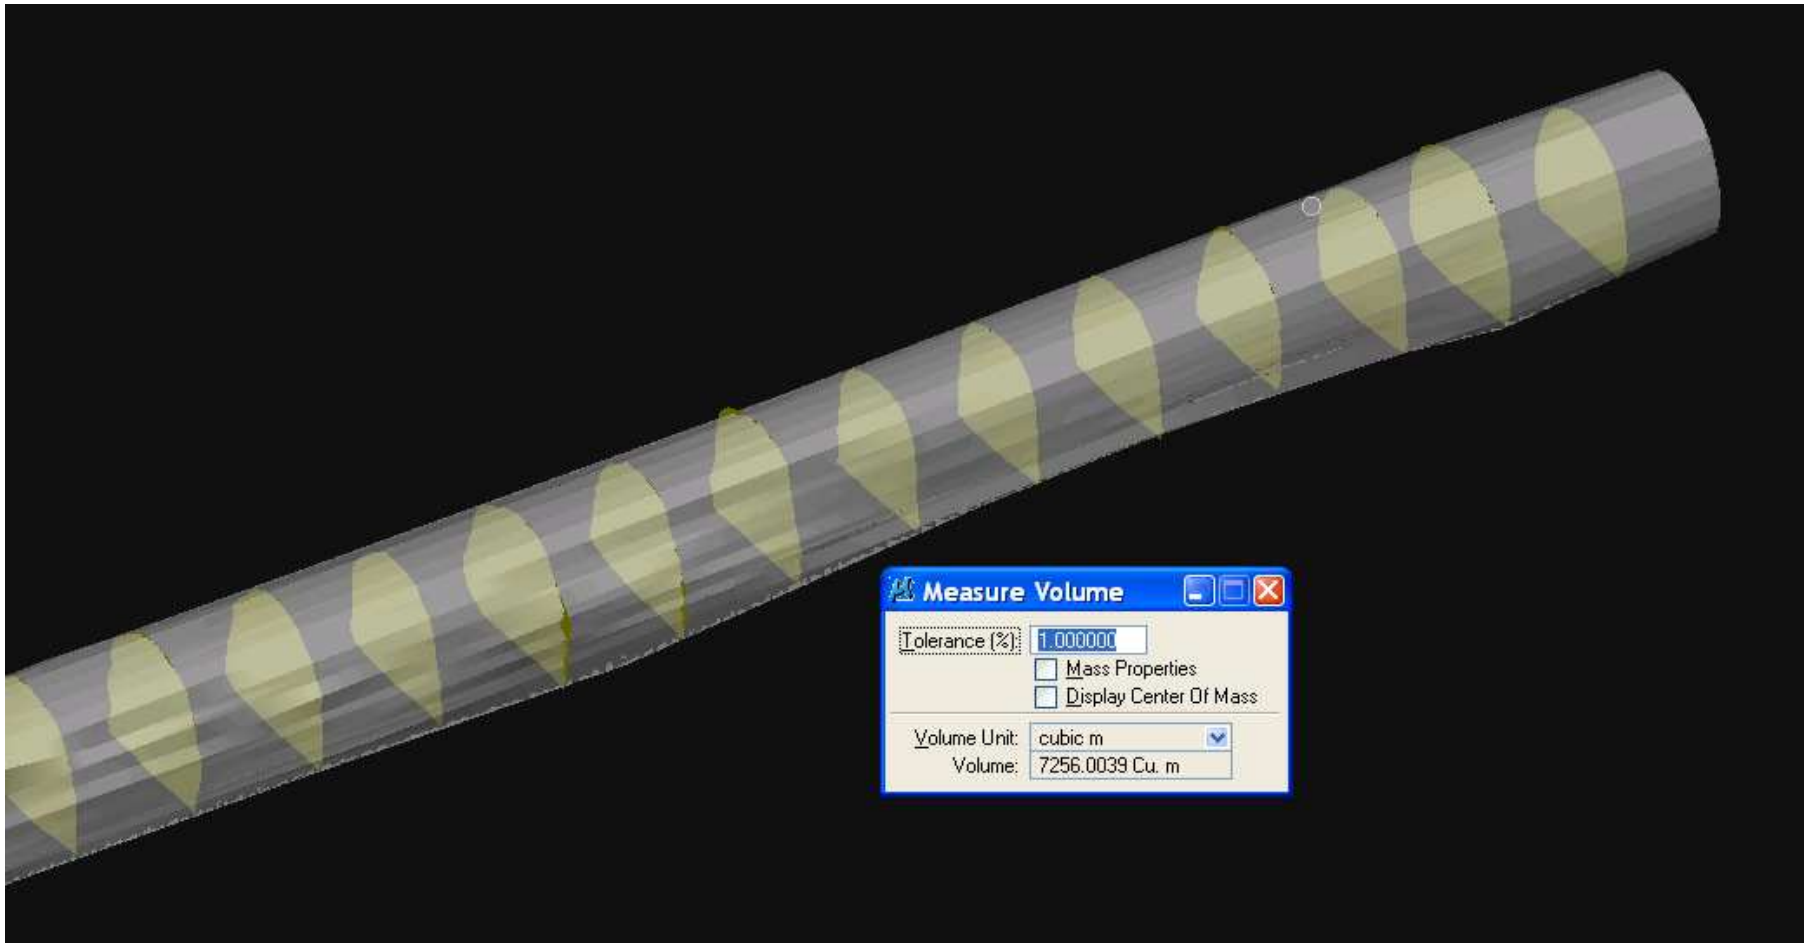 Measure Volume
Tolerance (%): 1.000000
Mass Properties
Display Center Of Mass
Volume Unit: cubic m
Volume: 7256.0039 Cu. m